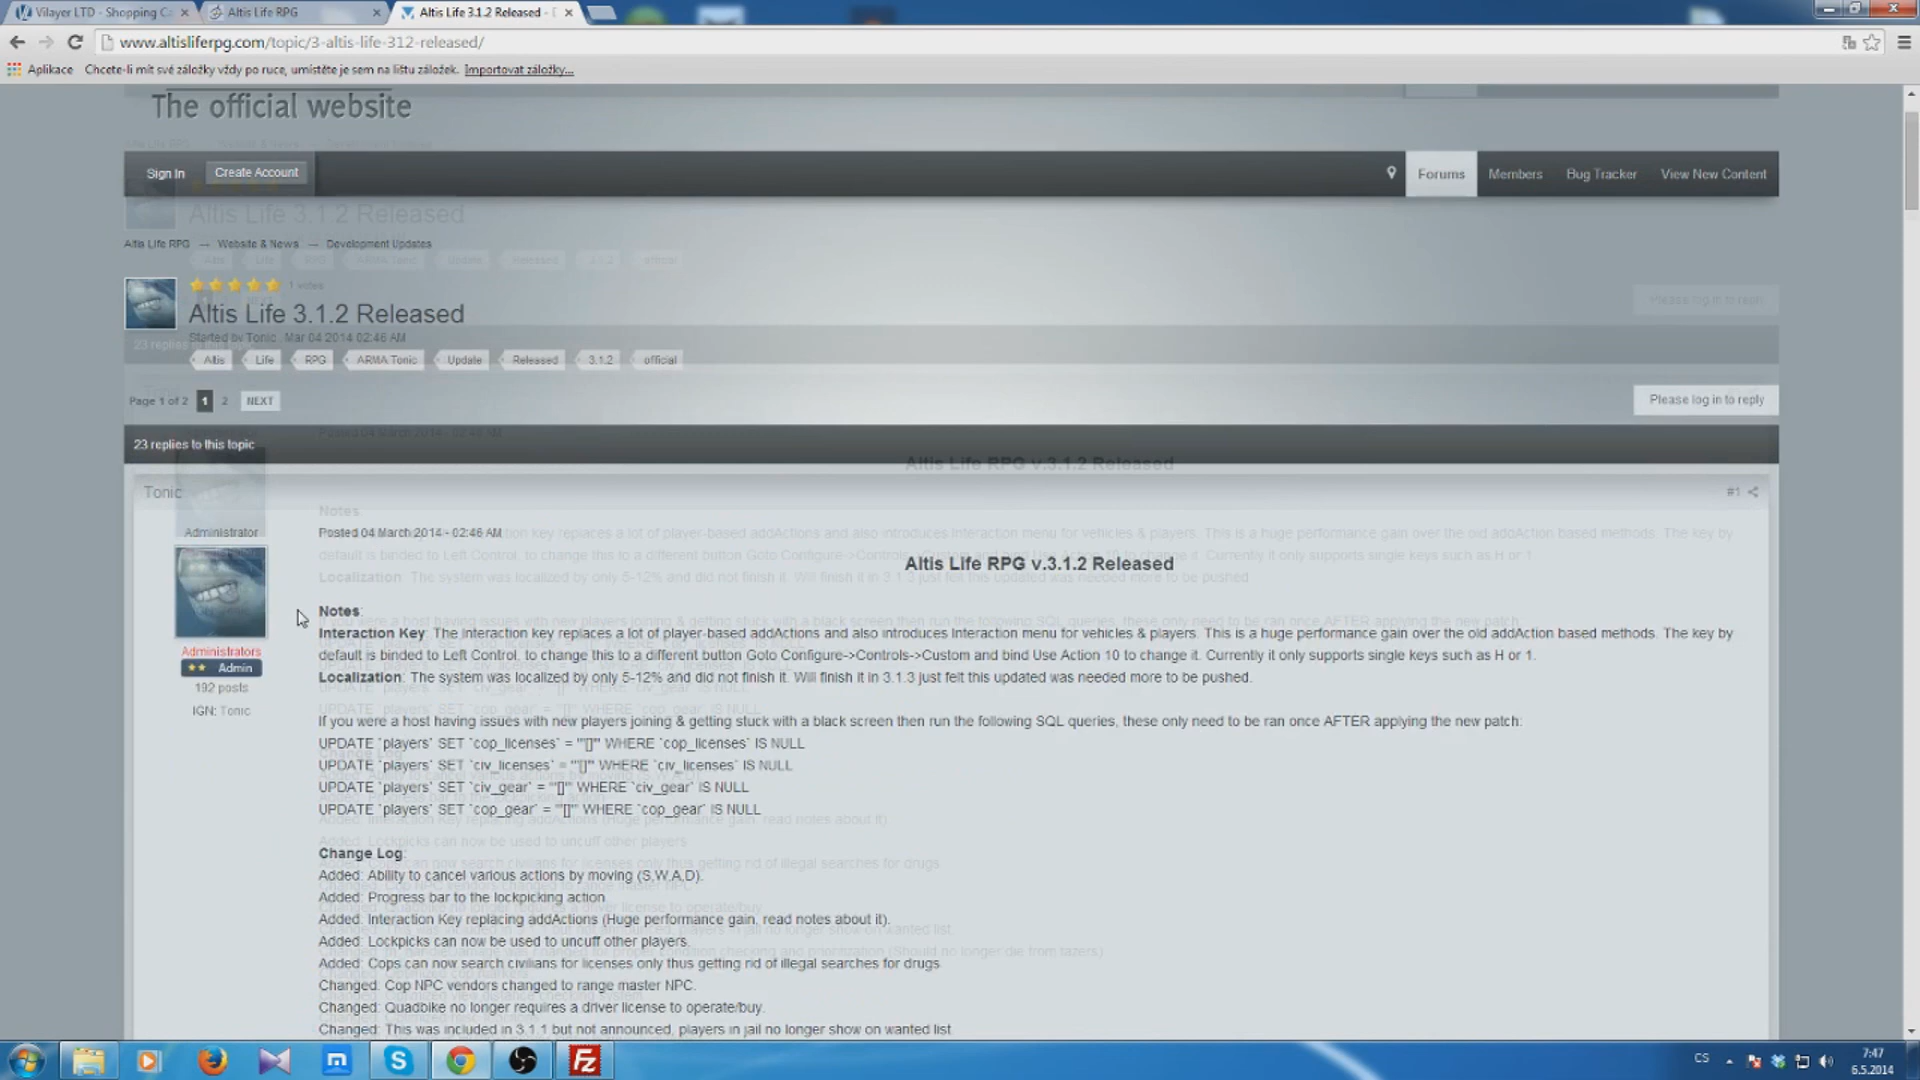 Vilayer LTD - Shopping Ca
Altis Life RPG
Altis Life 3.1.2 Released -
www.altisliferpg.com/topic/3-altis-life-312-released/
Aplikace
Chcete-li mít své záložky vždy po ruce, umístěte je sem na lištu záložek.
Importovat záložky...
The official website
Sign In
Create Account
Forums
Members
Bug Tracker
View New Content
Altis Life RPG → Website & News → Development Updates
1 votes
Altis Life 3.1.2 Released
Started by Tonic, Mar 04 2014 02:46 AM
Altis
Life
RPG
ARMA Tonic
Update
Released
3.1.2
official
Page 1 of 2
1
2
NEXT
Please log in to reply
23 replies to this topic
Tonic
#1
Administrator
Posted 04 March 2014 - 02:46 AM
Altis Life RPG v.3.1.2 Released
Notes:
Interaction Key: The Interaction key replaces a lot of player-based addActions and also introduces Interaction menu for vehicles & players. This is a huge performance gain over the old addAction based methods. The key by
default is binded to Left Control, to change this to a different button Goto Configure->Controls->Custom and bind Use Action 10 to change it. Currently it only supports single keys such as H or 1.
Localization: The system was localized by only 5-12% and did not finish it. Will finish it in 3.1.3 just felt this updated was needed more to be pushed.
Administrators
Admin
192 posts
IGN: Tonic
If you were a host having issues with new players joining & getting stuck with a black screen then run the following SQL queries, these only need to be ran once AFTER applying the new patch:
UPDATE `players` SET `cop_licenses` = '"[]"' WHERE `cop_licenses` IS NULL
UPDATE `players` SET `civ_licenses` = '"[]"' WHERE `civ_licenses` IS NULL
UPDATE `players` SET `civ_gear` = '"[]"' WHERE `civ_gear` IS NULL
UPDATE `players` SET `cop_gear` = '"[]"' WHERE `cop_gear` IS NULL
Change Log:
Added: Ability to cancel various actions by moving (S,W,A,D).
Added: Progress bar to the lockpicking action
Added: Interaction Key replacing addActions (Huge performance gain, read notes about it).
Added: Lockpicks can now be used to uncuff other players.
Added: Cops can now search civilians for licenses only thus getting rid of illegal searches for drugs
Changed: Cop NPC vendors changed to range master NPC.
Changed: Quadbike no longer requires a driver license to operate/buy.
Changed: This was included in 3.1.1 but not announced, players in jail no longer show on wanted list
CS
7:47
6.5.2014